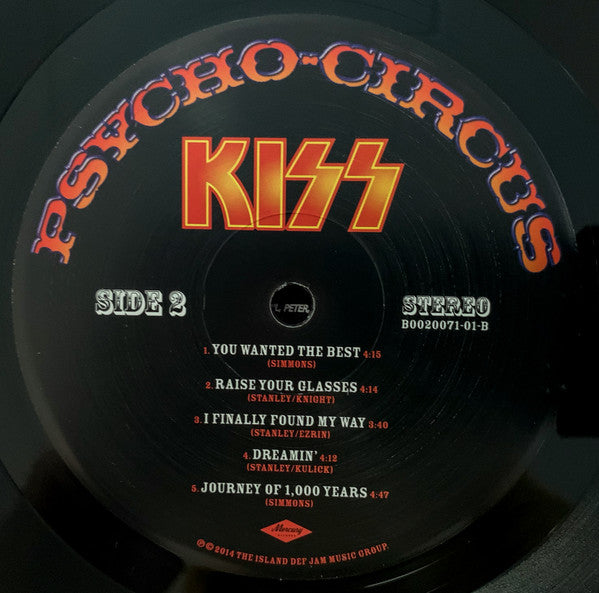 PSYCHO-CIRCUS
KISS
SIDE 2
STEREO
B0020071-01-B
PETER,
1. YOU WANTED THE BEST 4:15
(SIMMONS)
2. RAISE YOUR GLASSES 4:14
(STANLEY/KNIGHT)
3. I FINALLY FOUND MY WAY 3:40
(STANLEY/EZRIN)
4. DREAMIN' 4:12
(STANLEY/KULICK)
5. JOURNEY OF 1,000 YEARS 4:47
(SIMMONS)
Mercury
RECORDS
℗©2014 THE ISLAND DEF JAM MUSIC GROUP.